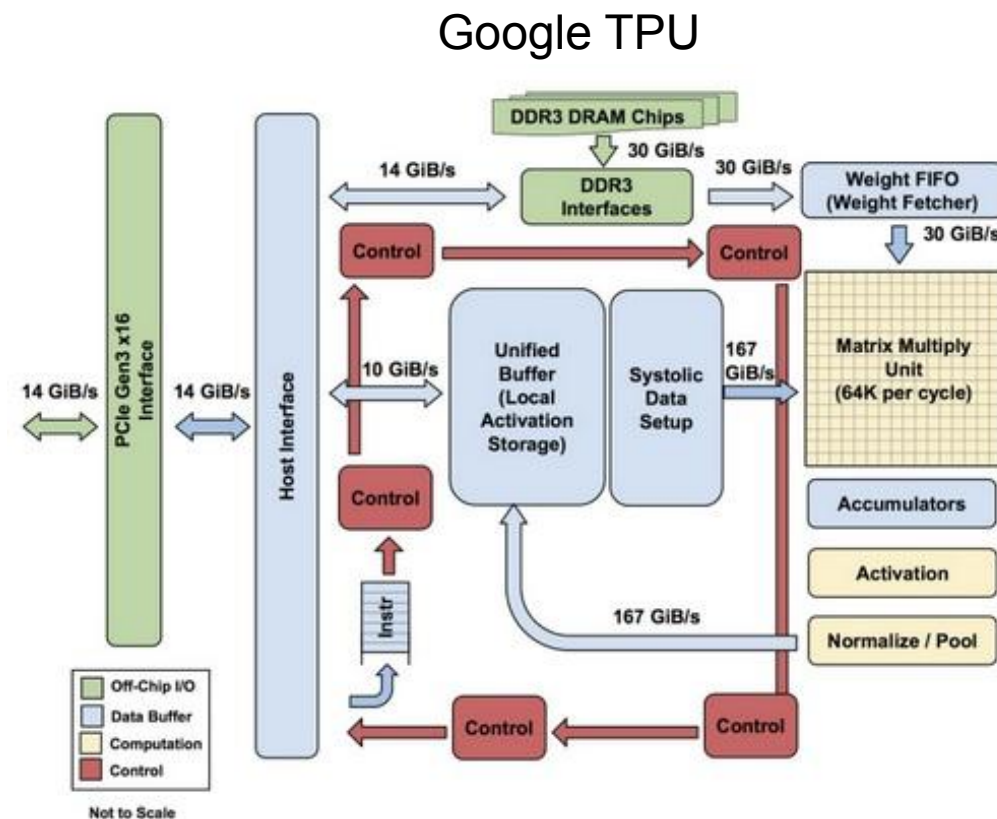 Google TPU
DDR3 DRAM Chips
30 GiB/s
14 GiB/s
30 GiB/s
DDR3
Interfaces
Weight FIFO
(Weight Fetcher)
30 GiB/s
Control
Control
PCIe Gen3 x16
Interface
Host Interface
14 GiB/s
14 GiB/s
10 GiB/s
Unified
Buffer
(Local
Activation
Storage)
Systolic
Data
Setup
167
GiB/s
Matrix Multiply
Unit
(64K per cycle)
Control
Accumulators
Activation
Instr
167 GiB/s
Normalize / Pool
Control
Control
Off-Chip I/O
Data Buffer
Computation
Control
Not to Scale